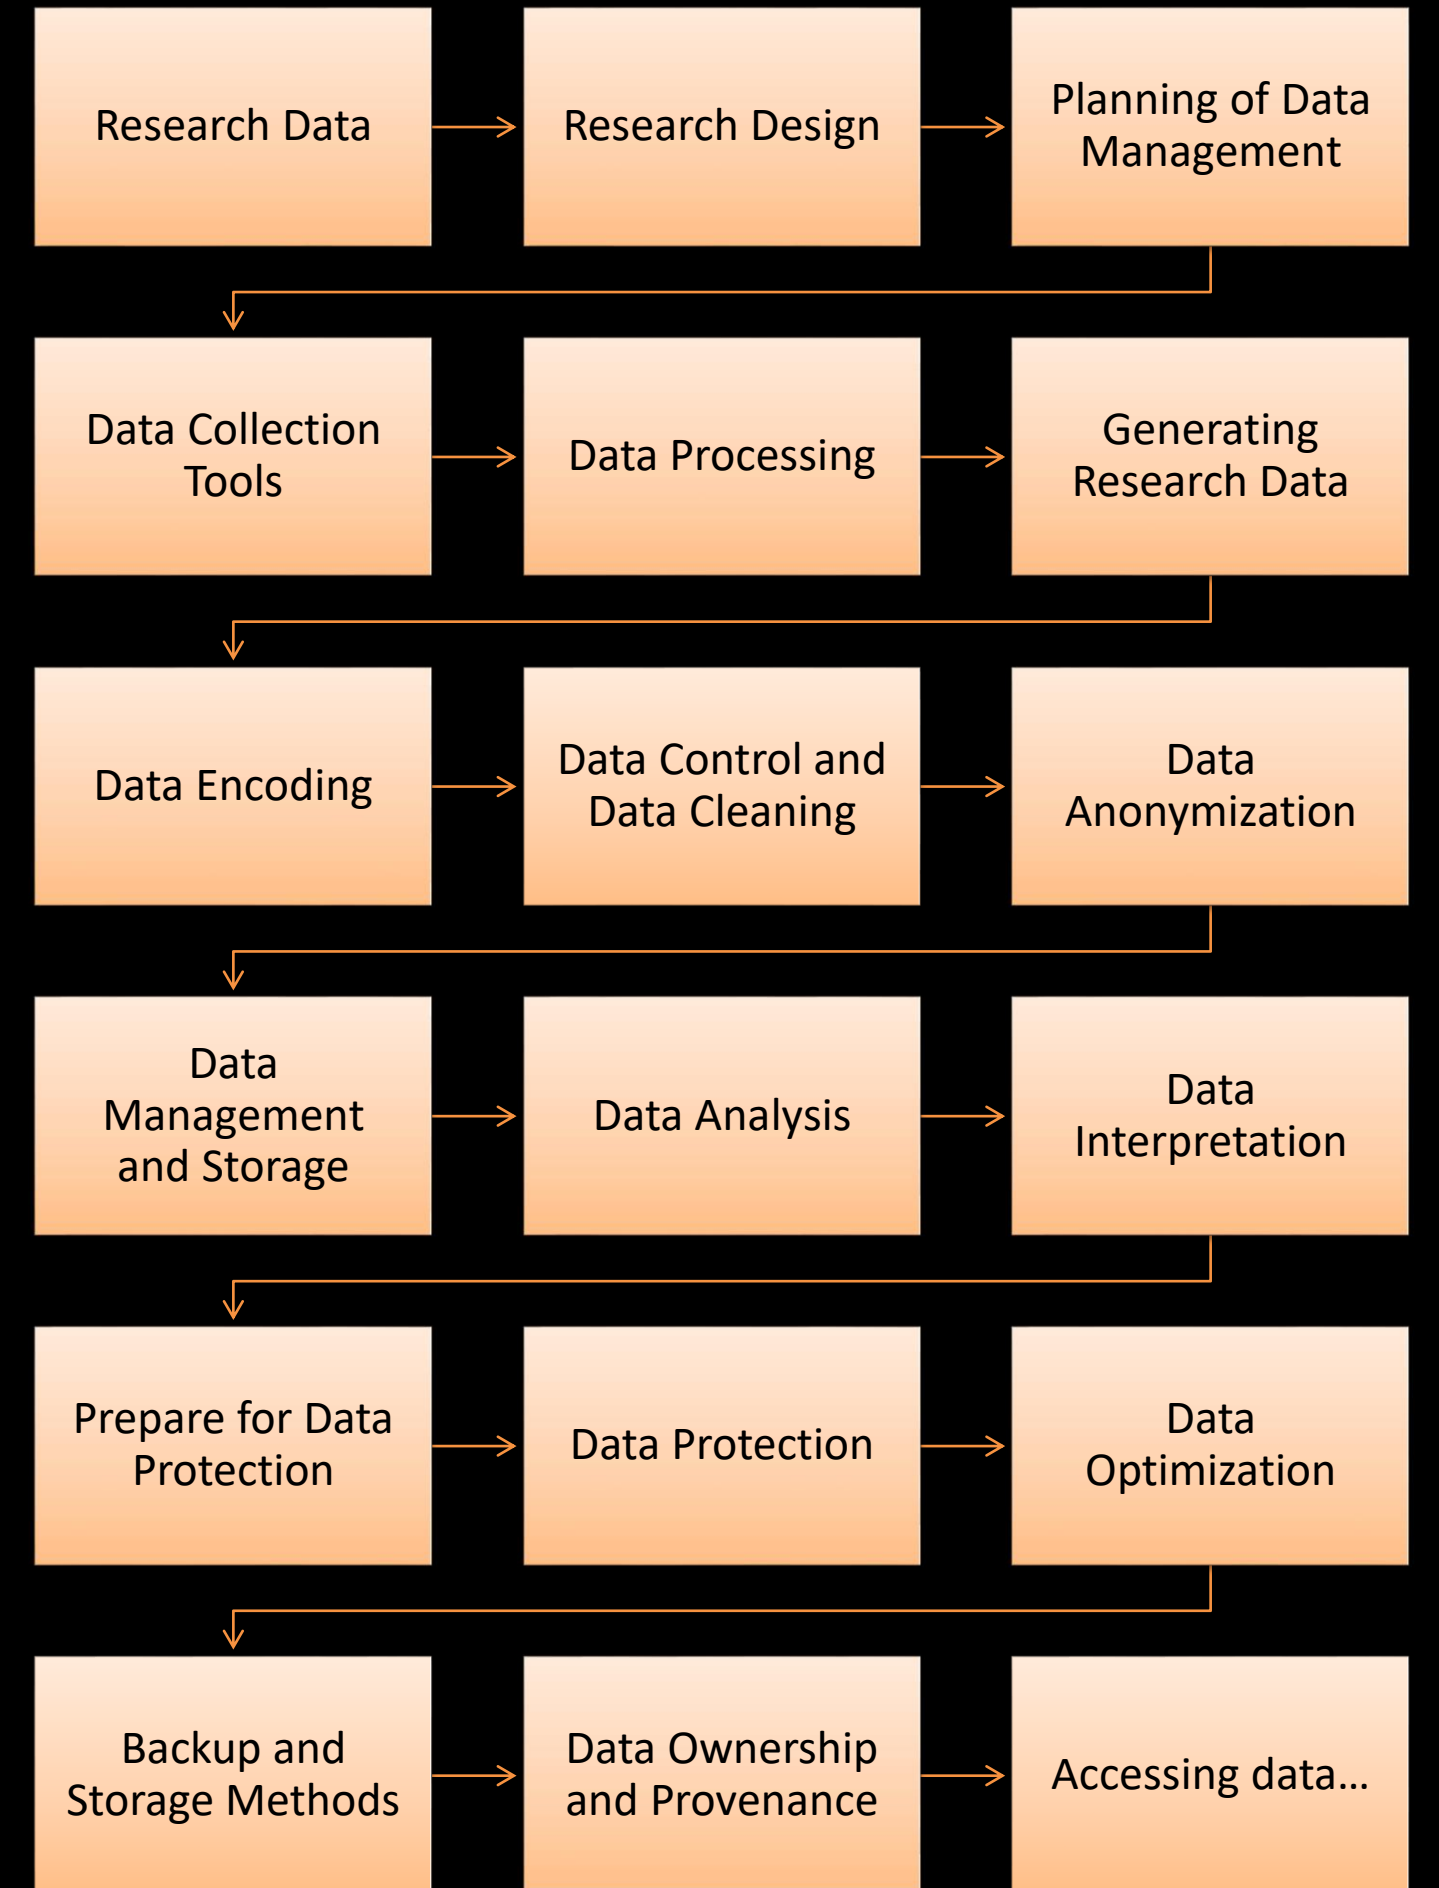 Research Data
Research Design
Planning of Data
Management
Data Collection
Tools
Data Processing
Generating
Research Data
Data Encoding
Data Control and
Data Cleaning
Data
Anonymization
Data
Management
and Storage
Data Analysis
Data
Interpretation
Prepare for Data
Protection
Data Protection
Data
Optimization
Backup and
Storage Methods
Data Ownership
and Provenance
Accessing data...